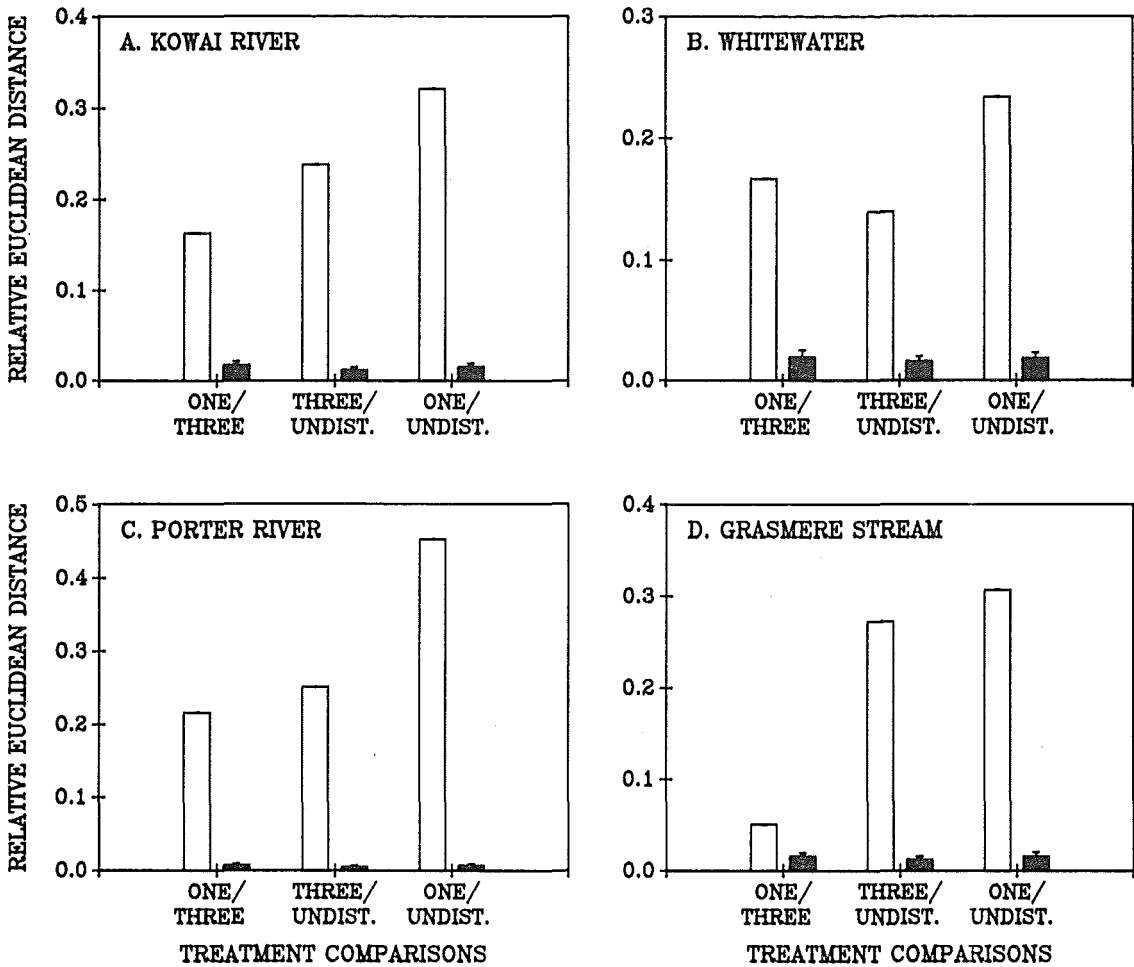 A. KOWAI RIVER
RELATIVE EUCLIDEAN DISTANCE
0.4
0.3
0.2
0.1
0.0
ONE/ THREE/ ONE/
THREE UNDIST. UNDIST.
B. WHITEWATER
0.3
0.2
0.1
0.0
ONE/ THREE/ ONE/
THREE UNDIST. UNDIST.
C. PORTER RIVER
RELATIVE EUCLIDEAN DISTANCE
0.5
0.4
0.3
0.2
0.1
0.0
ONE/ THREE/ ONE/
THREE UNDIST. UNDIST.
TREATMENT COMPARISONS
D. GRASMERE STREAM
0.4
0.3
0.2
0.1
0.0
ONE/ THREE/ ONE/
THREE UNDIST. UNDIST.
TREATMENT COMPARISONS